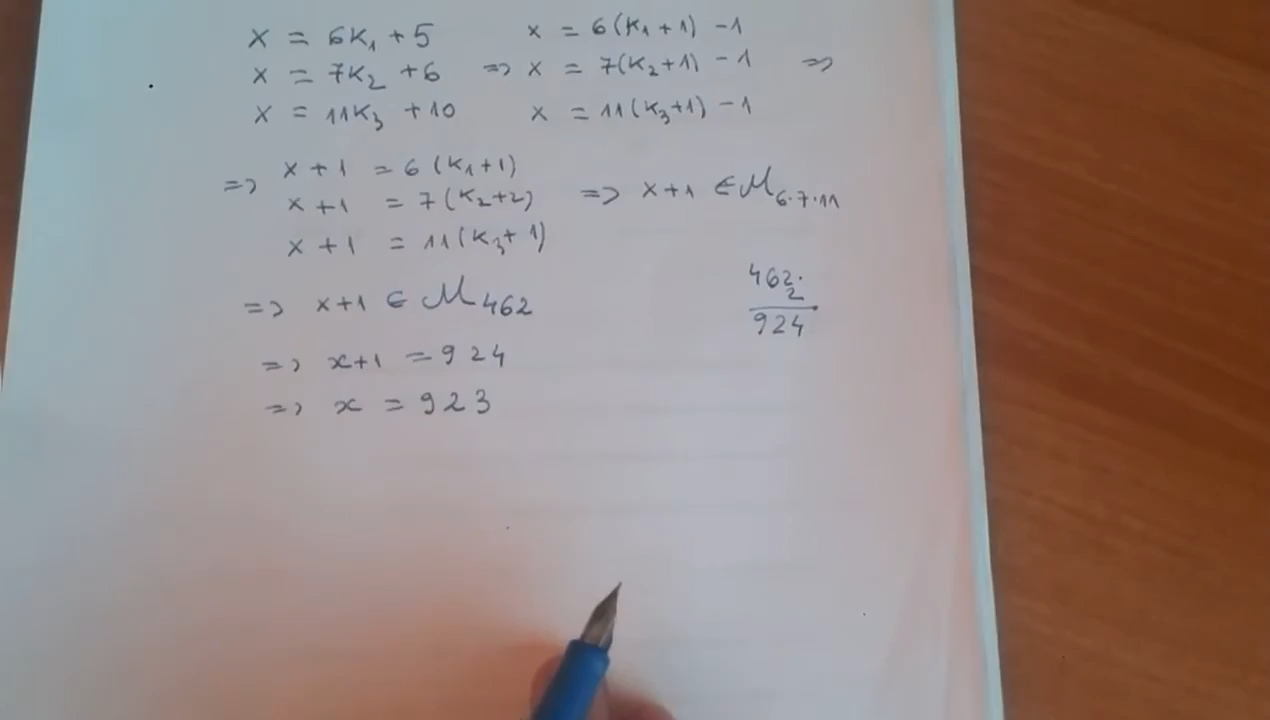 x = 6k₁ + 5 x = 6(k₁ + 1) - 1
x = 7k₂ + 6 => x = 7(k₂+1) - 1 =>
x = 11k₃ + 10 x = 11(k₃+1) - 1
x + 1 = 6(k₁+1)
=> x + 1 = 7(k₂+2) => x+1 ∈ M₆.₇.₁₁
x + 1 = 11(k₃+1)
=> x+1 ∈ M₄₆₂
462·
2
924
=> x+1 = 924
=> x = 923